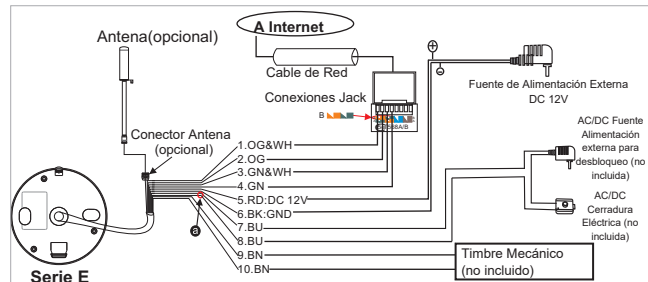 A Internet
Antena(opcional)
Cable de Red
Fuente de Alimentación Externa
DC 12V
Conexiones Jack
B
568A/B
Conector Antena
(opcional)
AC/DC Fuente
Alimentación
externa para
desbloqueo (no
incluida)
1.OG&WH
2.OG
3.GN&WH
4.GN
5.RD:DC 12V
6.BK:GND
7.BU
8.BU
9.BN
10.BN
a
AC/DC
Cerradura
Eléctrica (no
incluida)
Timbre Mecánico
(no incluido)
Serie E